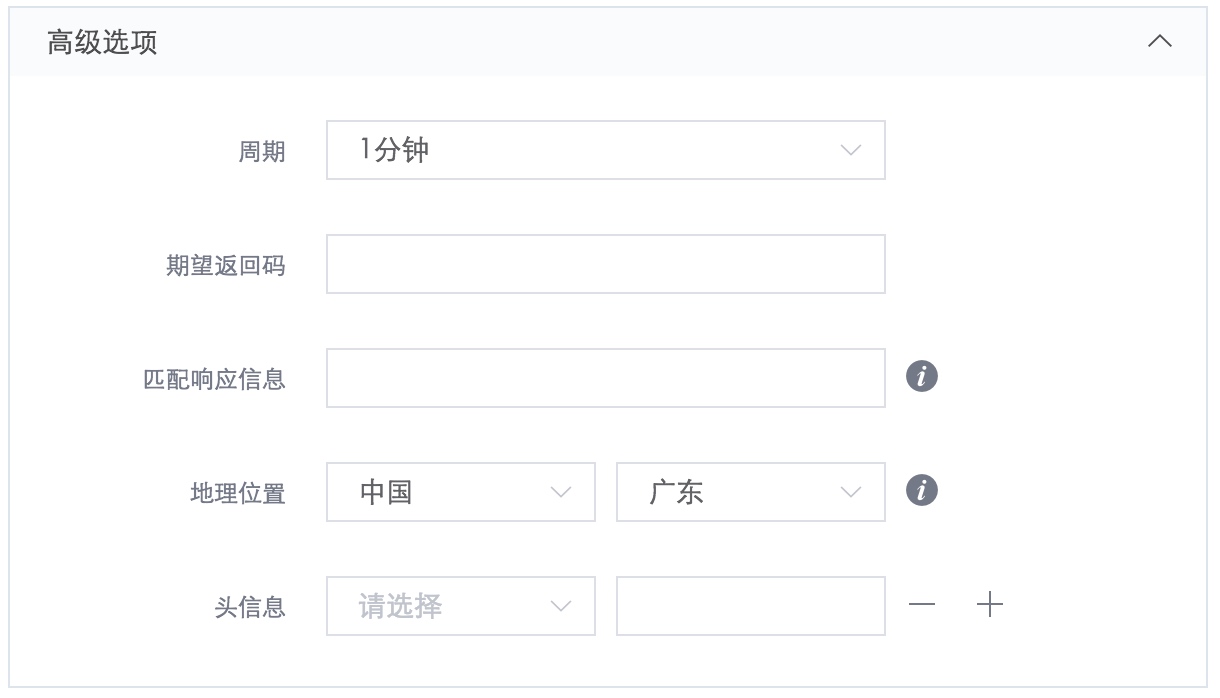 高级选项
周期 1分钟
期望返回码
匹配响应信息
地理位置 中国 广东
头信息 请选择